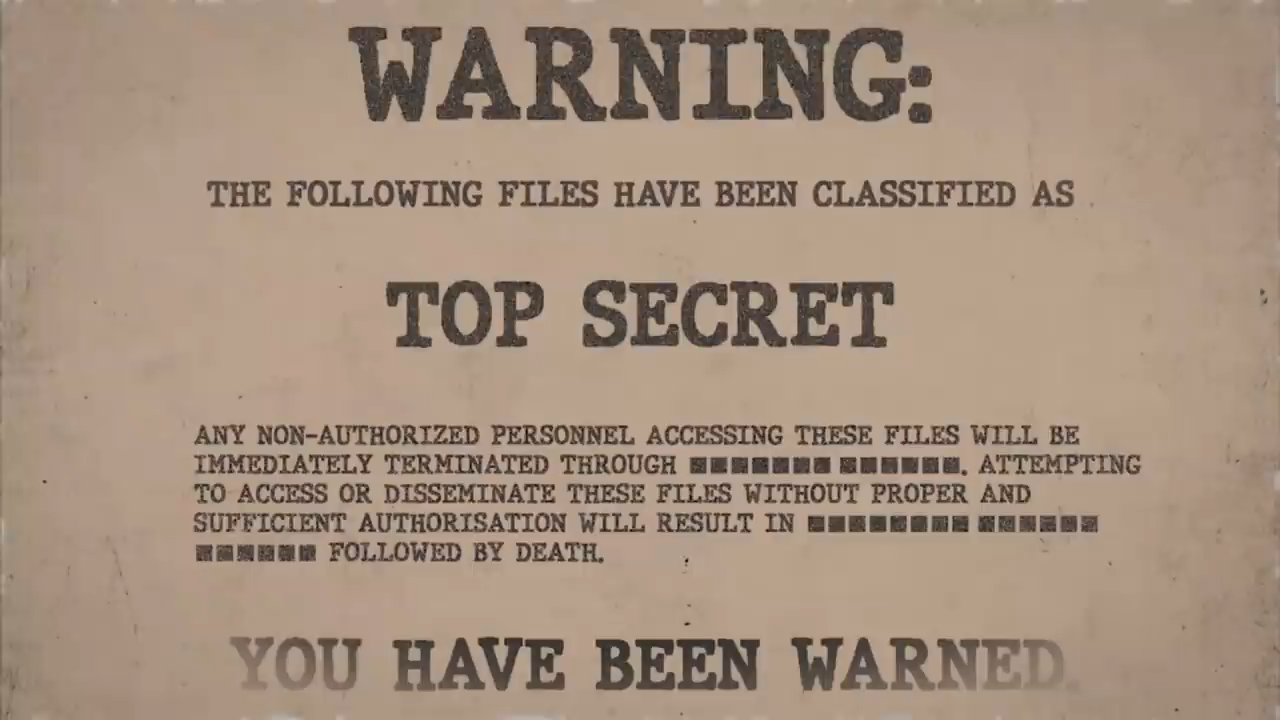 WARNING:
THE FOLLOWING FILES HAVE BEEN CLASSIFIED AS
TOP SECRET
ANY NON-AUTHORIZED PERSONNEL ACCESSING THESE FILES WILL BE
IMMEDIATELY TERMINATED THROUGH ■■■■■■■ ■■■■■■. ATTEMPTING
TO ACCESS OR DISSEMINATE THESE FILES WITHOUT PROPER AND
SUFFICIENT AUTHORISATION WILL RESULT IN ■■■■■■■■ ■■■■■■
■■■■■■ FOLLOWED BY DEATH.
YOU HAVE BEEN WARNED.